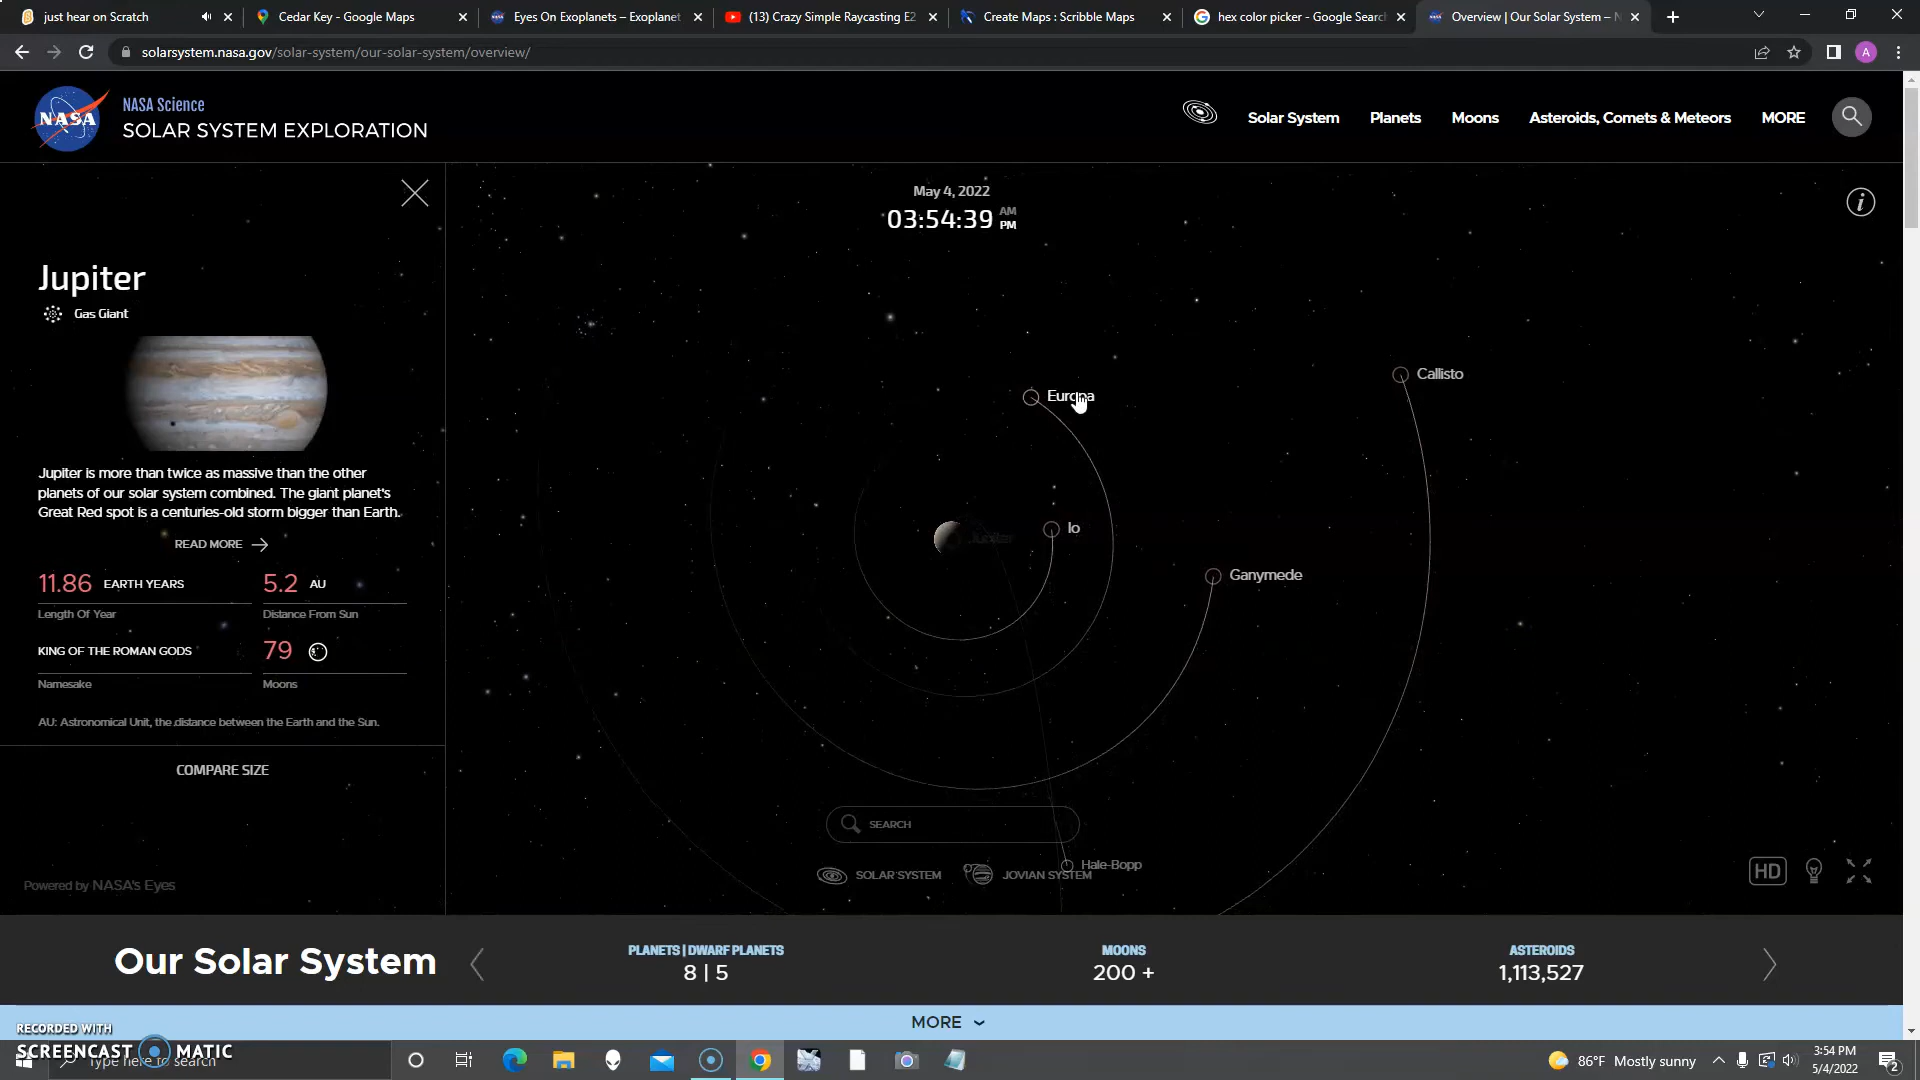 just hear on Scratch
Cedar Key - Google Maps
Eyes On Exoplanets – Exoplanet
(13) Crazy Simple Raycasting E2
Create Maps : Scribble Maps
hex color picker - Google Searc
Overview | Our Solar System – N
solarsystem.nasa.gov/solar-system/our-solar-system/overview/
A
NASA
NASA Science
SOLAR SYSTEM EXPLORATION
Solar System
Planets
Moons
Asteroids, Comets & Meteors
MORE
May 4, 2022
03:54:39 AM
PM
i
Jupiter
Gas Giant
Jupiter is more than twice as massive than the other
planets of our solar system combined. The giant planet's
Great Red spot is a centuries-old storm bigger than Earth.
READ MORE
11.86 EARTH YEARS
Length Of Year
5.2 AU
Distance From Sun
KING OF THE ROMAN GODS
Namesake
79
Moons
AU: Astronomical Unit, the distance between the Earth and the Sun.
COMPARE SIZE
Powered by NASA's Eyes
Europa
Callisto
Io
Jupiter
Ganymede
SEARCH
Hale-Bopp
SOLAR SYSTEM
JOVIAN SYSTEM
HD
Our Solar System
PLANETS | DWARF PLANETS
8 | 5
MOONS
200 +
ASTEROIDS
1,113,527
MORE
RECORDED WITH
SCREENCAST MATIC
Type here to search
86°F Mostly sunny
3:54 PM
5/4/2022
2